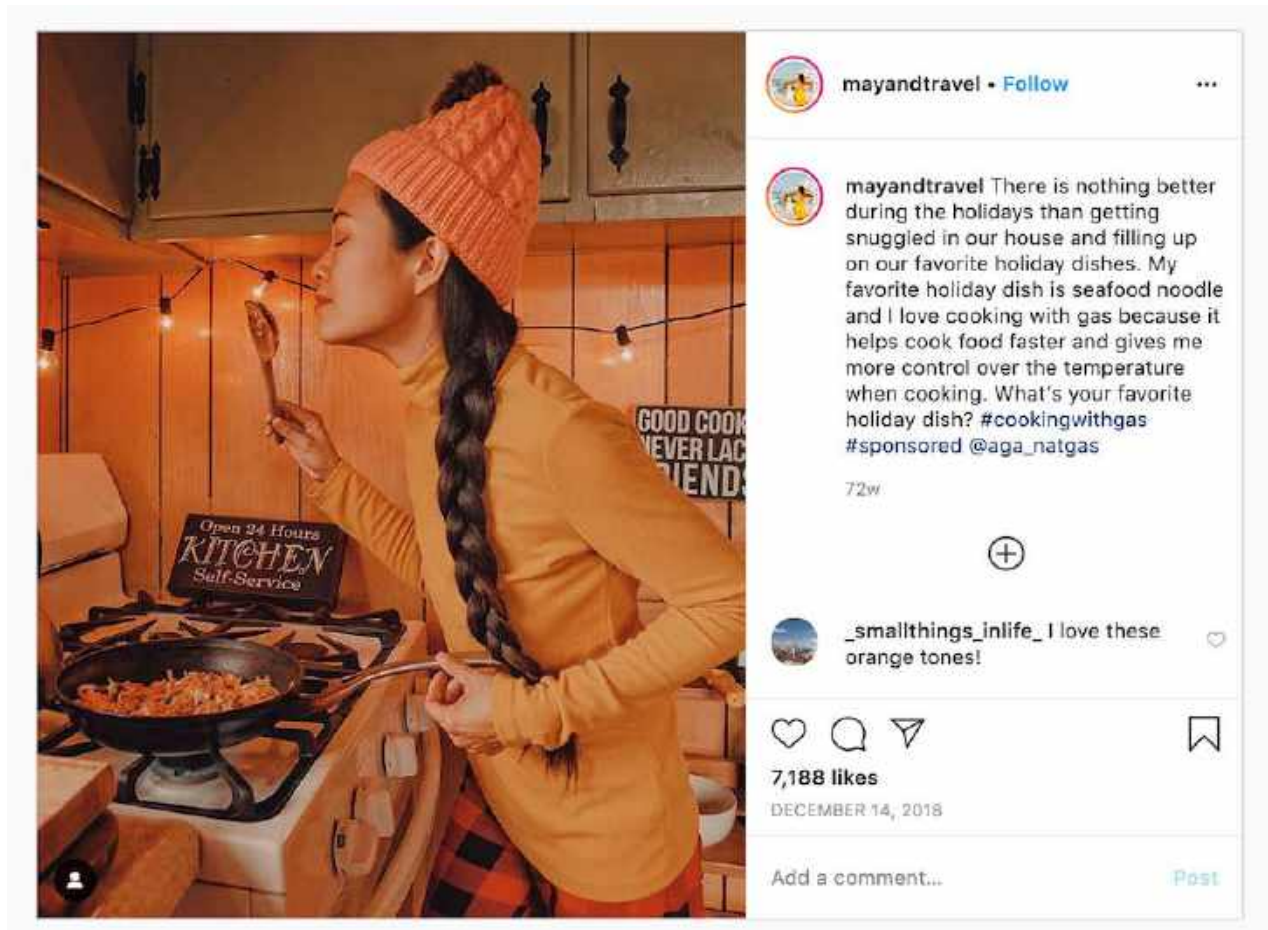 Open 24 Hours
KITCHEN
Self-Service
GOOD COOK
NEVER LAC
RIENDS
mayandtravel • Follow
mayandtravel There is nothing better
during the holidays than getting
snuggled in our house and filling up
on our favorite holiday dishes. My
favorite holiday dish is seafood noodle
and I love cooking with gas because it
helps cook food faster and gives me
more control over the temperature
when cooking. What's your favorite
holiday dish? #cookingwithgas
#sponsored @aga_natgas
72w
_smallthings_inlife_ I love these
orange tones!
7,188 likes
DECEMBER 14, 2018
Add a comment... Post